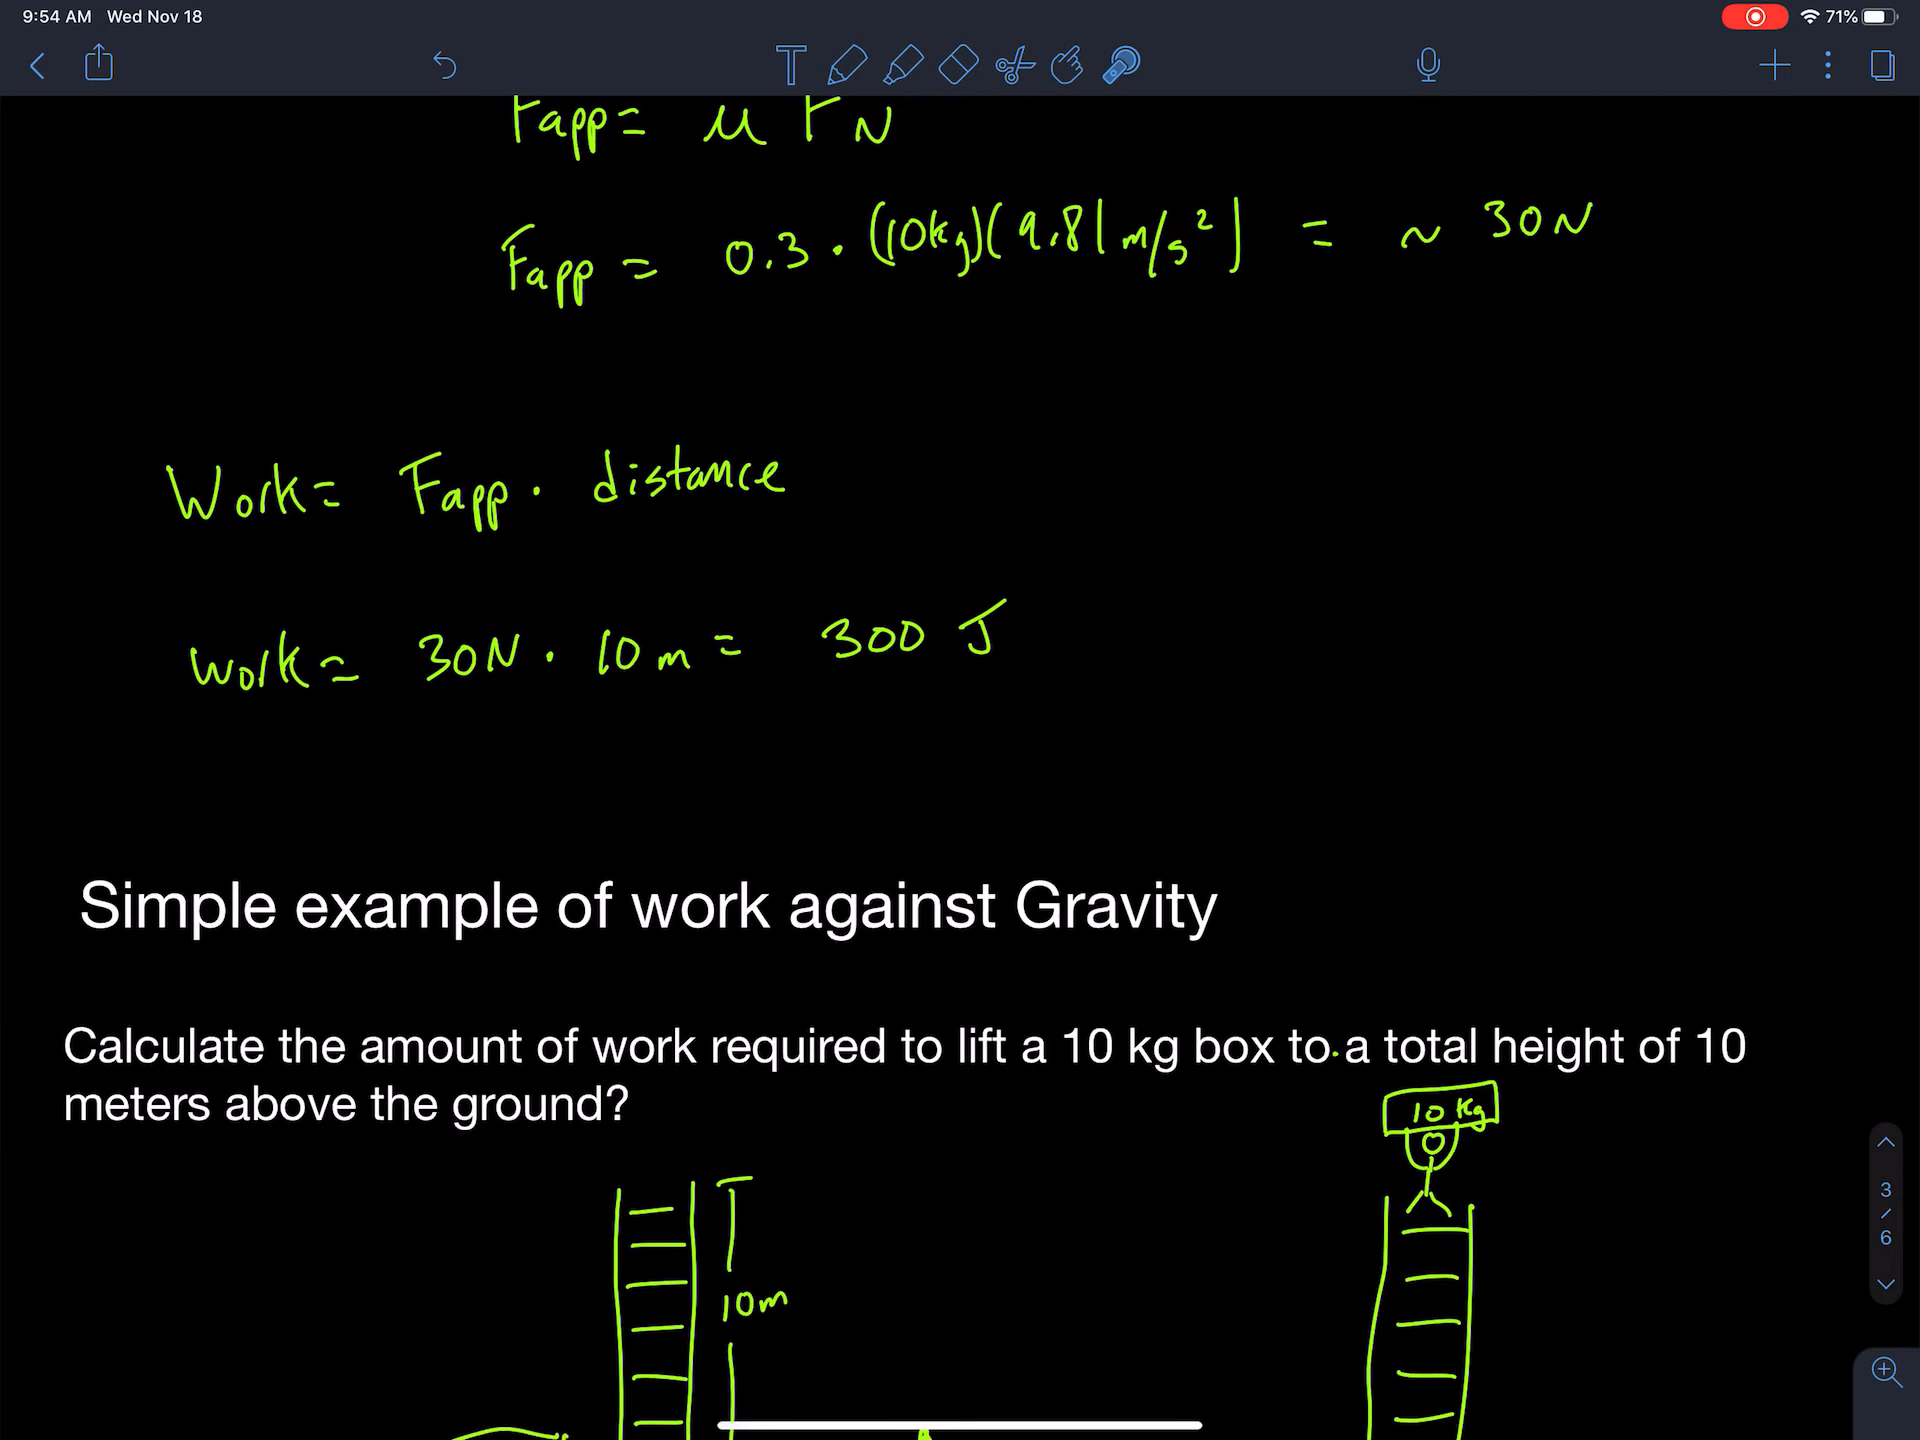 9:54 AM Wed Nov 18
71%
Fapp = μ FN
Fapp = 0.3 · (10kg)(9.81 m/s²) = ~ 30N
Work = Fapp · distance
work = 30N · 10m = 300 J
Simple example of work against Gravity
Calculate the amount of work required to lift a 10 kg box to a total height of 10
meters above the ground?
10 kg
10m
3
/
6